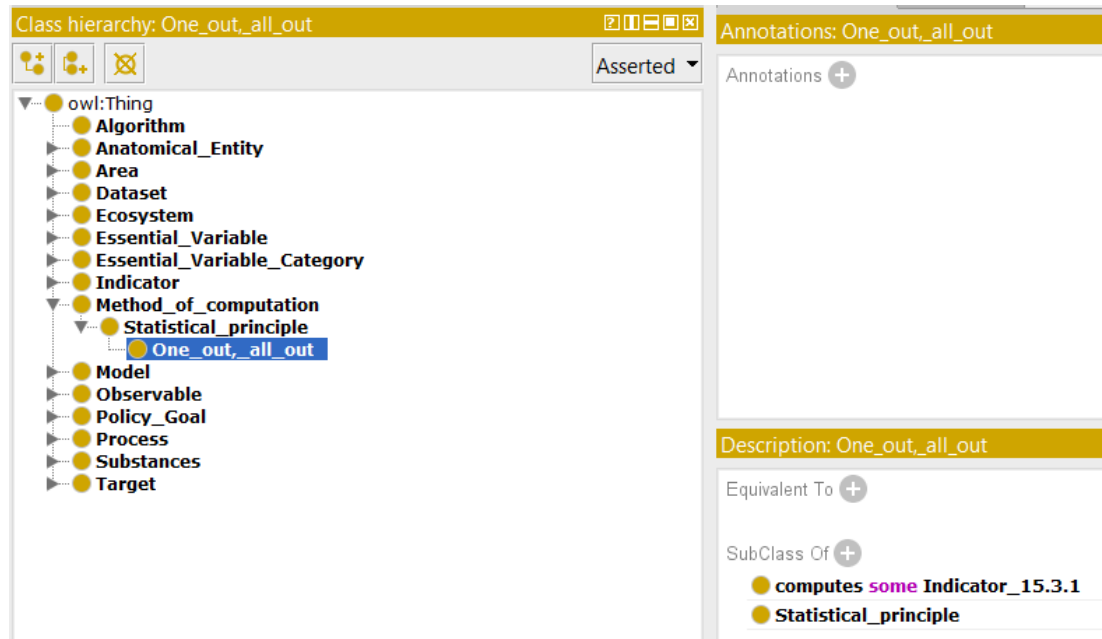 Class hierarchy: One_out,_all_out
Asserted
owl:Thing
Algorithm
Anatomical_Entity
Area
Dataset
Ecosystem
Essential_Variable
Essential_Variable_Category
Indicator
Method_of_computation
Statistical_principle
One_out,_all_out
Model
Observable
Policy_Goal
Process
Substances
Target
Annotations: One_out,_all_out
Annotations
Description: One_out,_all_out
Equivalent To
SubClass Of
computes some Indicator_15.3.1
Statistical_principle